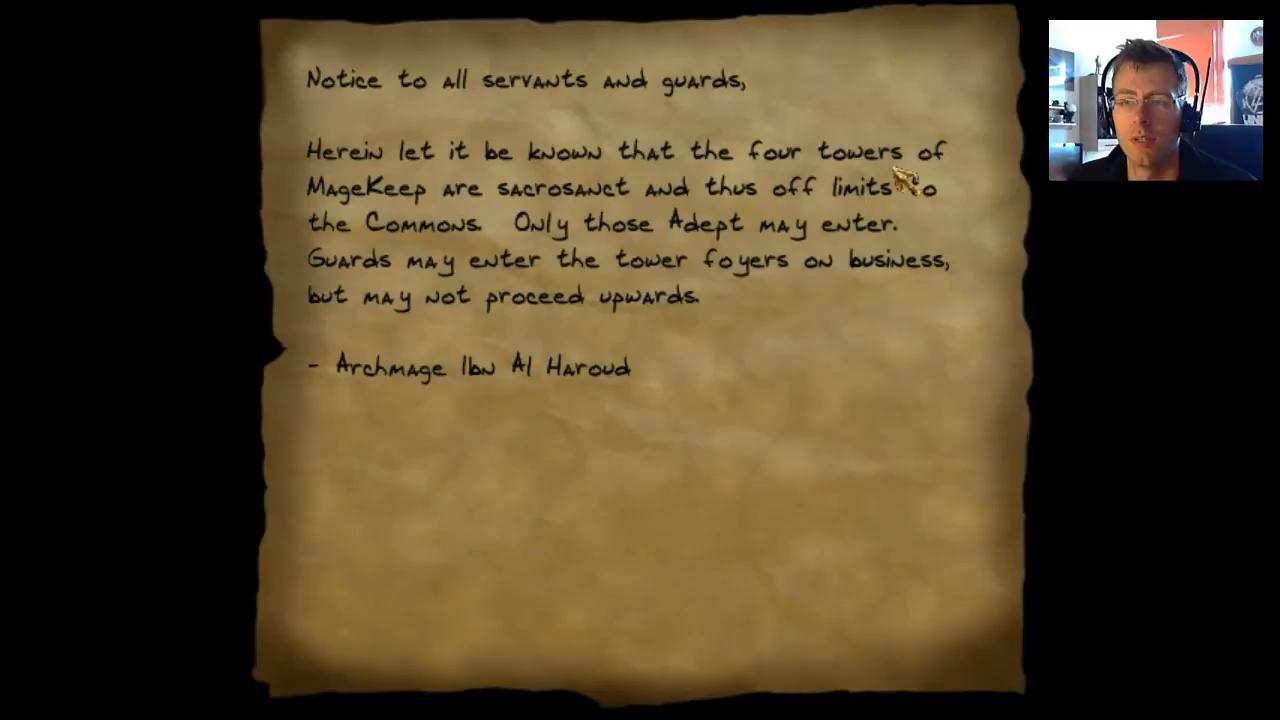 Notice to all servants and guards,
Herein let it be known that the four towers of
MageKeep are sacrosanct and thus off limits to
the Commons. Only those Adept may enter.
Guards may enter the tower foyers on business,
but may not proceed upwards.
- Archmage Ibn Al Haroud